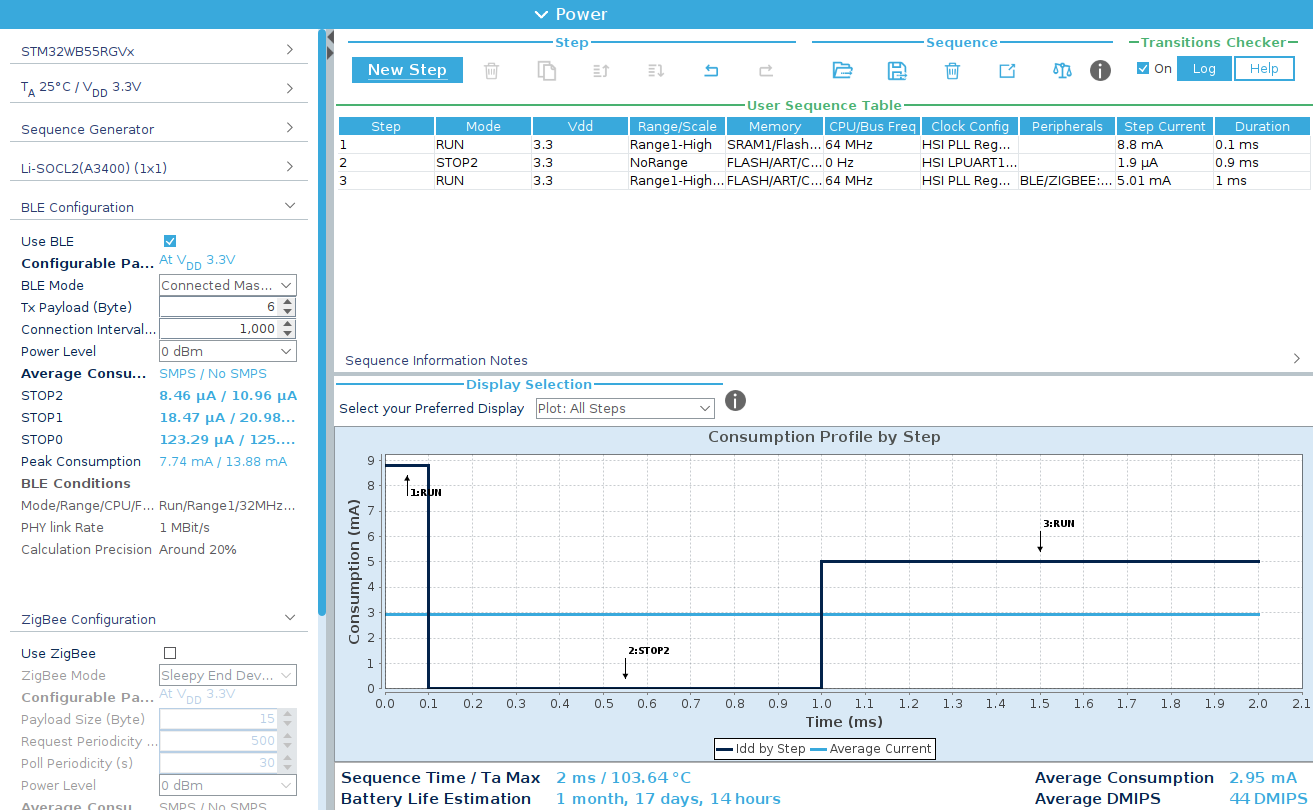 Power
STM32WB55RGVx
TA 25°C / VDD 3.3V
Sequence Generator
Li-SOCL2(A3400) (1x1)
BLE Configuration
Use BLE
Configurable Pa... At VDD 3.3V
BLE Mode Connected Mas...
Tx Payload (Byte) 6
Connection Interval... 1,000
Power Level 0 dBm
Average Consu... SMPS / No SMPS
STOP2 8.46 µA / 10.96 µA
STOP1 18.47 µA / 20.98...
STOP0 123.29 µA / 125....
Peak Consumption 7.74 mA / 13.88 mA
BLE Conditions
Mode/Range/CPU/F... Run/Range1/32MHz...
PHY link Rate 1 MBit/s
Calculation Precision Around 20%
ZigBee Configuration
Use ZigBee
ZigBee Mode Sleepy End Dev...
Configurable Pa... At VDD 3.3V
Payload Size (Byte) 15
Request Periodicity ... 500
Poll Periodicity (s) 30
Power Level 0 dBm
Average Consu... SMPS / No SMPS
Step Sequence Transitions Checker
New Step On Log Help
User Sequence Table
Step Mode Vdd Range/Scale Memory CPU/Bus Freq Clock Config Peripherals Step Current Duration
1 RUN 3.3 Range1-High SRAM1/Flash... 64 MHz HSI PLL Reg... 8.8 mA 0.1 ms
2 STOP2 3.3 NoRange FLASH/ART/C... 0 Hz HSI LPUART1... 1.9 µA 0.9 ms
3 RUN 3.3 Range1-High... FLASH/ART/C... 64 MHz HSI PLL Reg... BLE/ZIGBEE:... 5.01 mA 1 ms
Sequence Information Notes
Display Selection
Select your Preferred Display Plot: All Steps
Consumption Profile by Step
Consumption (mA)
9
8
7
6
5
4
3
2
1
0
1:RUN
3:RUN
2:STOP2
0.0 0.1 0.2 0.3 0.4 0.5 0.6 0.7 0.8 0.9 1.0 1.1 1.2 1.3 1.4 1.5 1.6 1.7 1.8 1.9 2.0 2.1
Time (ms)
Idd by Step Average Current
Sequence Time / Ta Max 2 ms / 103.64 °C Average Consumption 2.95 mA
Battery Life Estimation 1 month, 17 days, 14 hours Average DMIPS 44 DMIPS